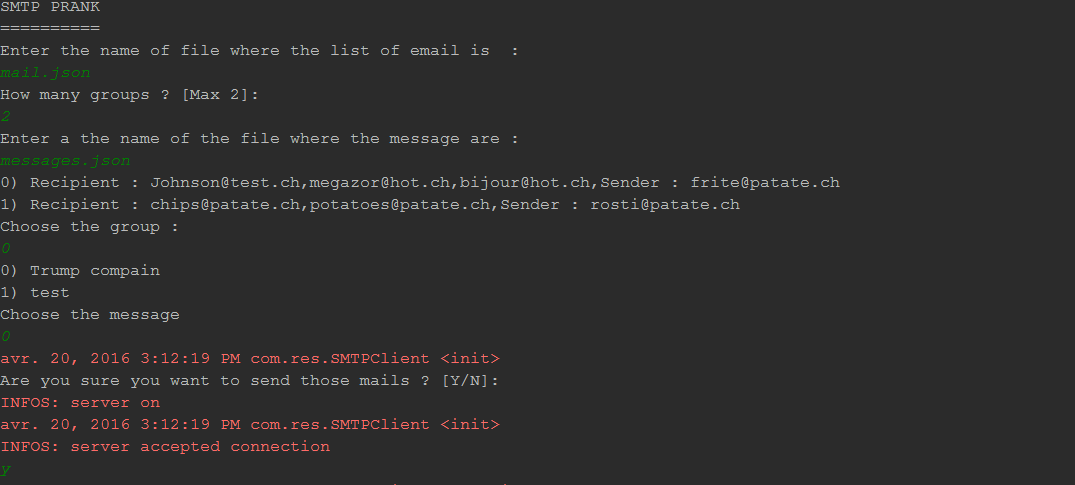 SMTP PRANK
==========
Enter the name of file where the list of email is  :
mail.json
How many groups ? [Max 2]:
2
Enter a the name of the file where the message are :
messages.json
0) Recipient : Johnson@test.ch,megazor@hot.ch,bijour@hot.ch,Sender : frite@patate.ch
1) Recipient : chips@patate.ch,potatoes@patate.ch,Sender : rosti@patate.ch
Choose the group :
0
0) Trump compain
1) test
Choose the message
0
avr. 20, 2016 3:12:19 PM com.res.SMTPClient <init>
Are you sure you want to send those mails ? [Y/N]:
INFOS: server on
avr. 20, 2016 3:12:19 PM com.res.SMTPClient <init>
INFOS: server accepted connection
y